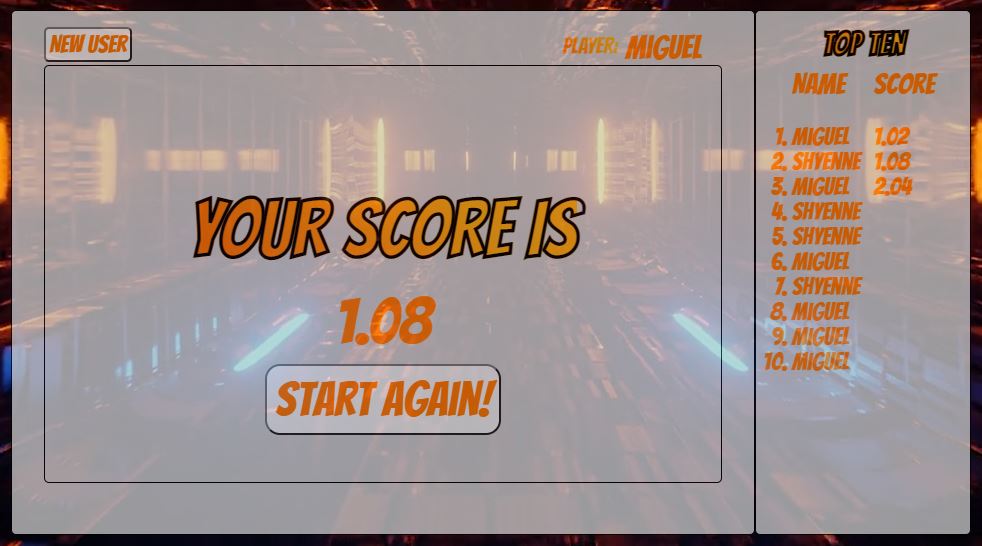 NEW USER
PLAYER: MIGUEL
YOUR SCORE IS
1.08
START AGAIN!
TOP TEN
NAME SCORE
1. MIGUEL 1.02
2. SHYENNE 1.08
3. MIGUEL 2.04
4. SHYENNE
5. SHYENNE
6. MIGUEL
7. SHYENNE
8. MIGUEL
9. MIGUEL
10. MIGUEL